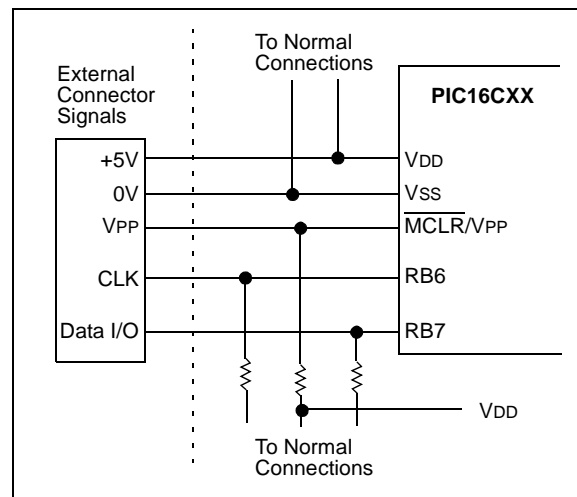 To Normal
Connections
External
Connector
Signals
PIC16CXX
+5V
VDD
0V
VSS
VPP
MCLR/VPP
CLK
RB6
Data I/O
RB7
VDD
To Normal
Connections